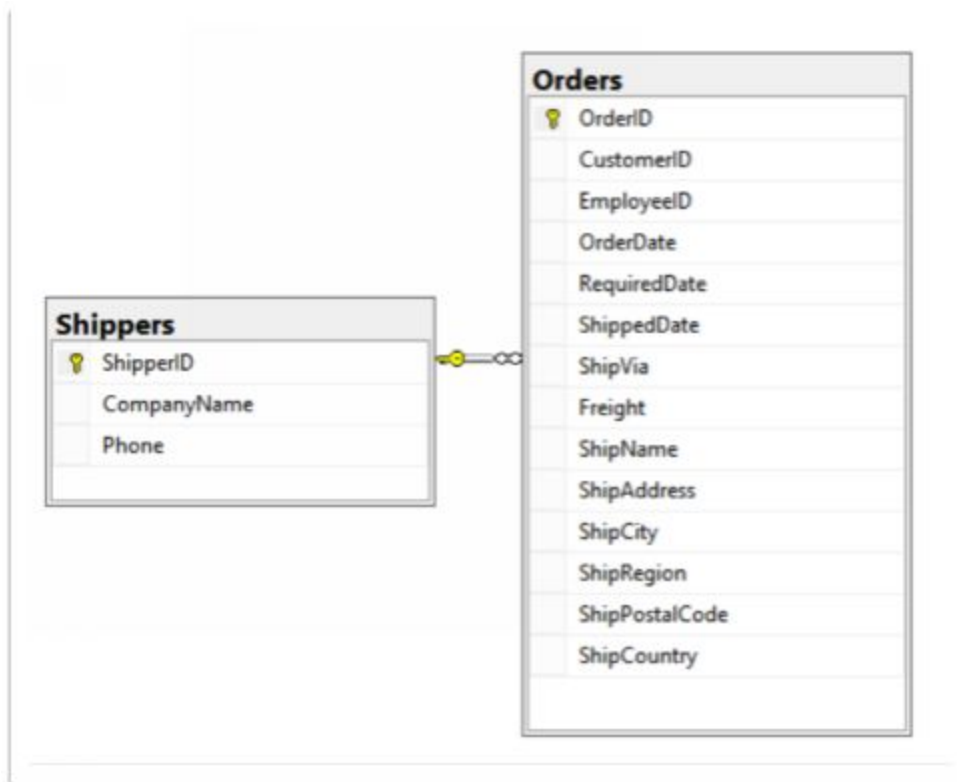 Orders
OrderID
CustomerID
EmployeeID
OrderDate
RequiredDate
ShippedDate
ShipVia
Freight
ShipName
ShipAddress
ShipCity
ShipRegion
ShipPostalCode
ShipCountry
Shippers
ShipperID
CompanyName
Phone